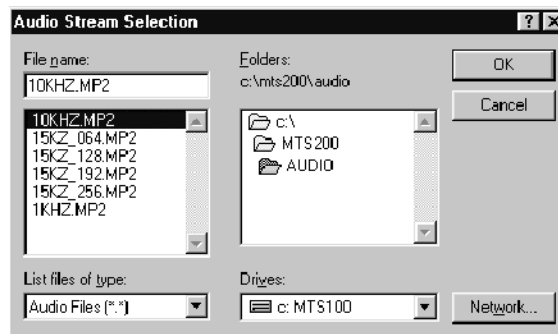 Audio Stream Selection
File name:
10KHZ.MP2
10KHZ.MP2
15KZ_064.MP2
15KZ_128.MP2
15KZ_192.MP2
15KZ_256.MP2
1KHZ.MP2
List files of type:
Audio Files (*.*)
Folders:
c:\mts200\audio
c:\
MTS200
AUDIO
Drives:
c: MTS100
OK
Cancel
Network...